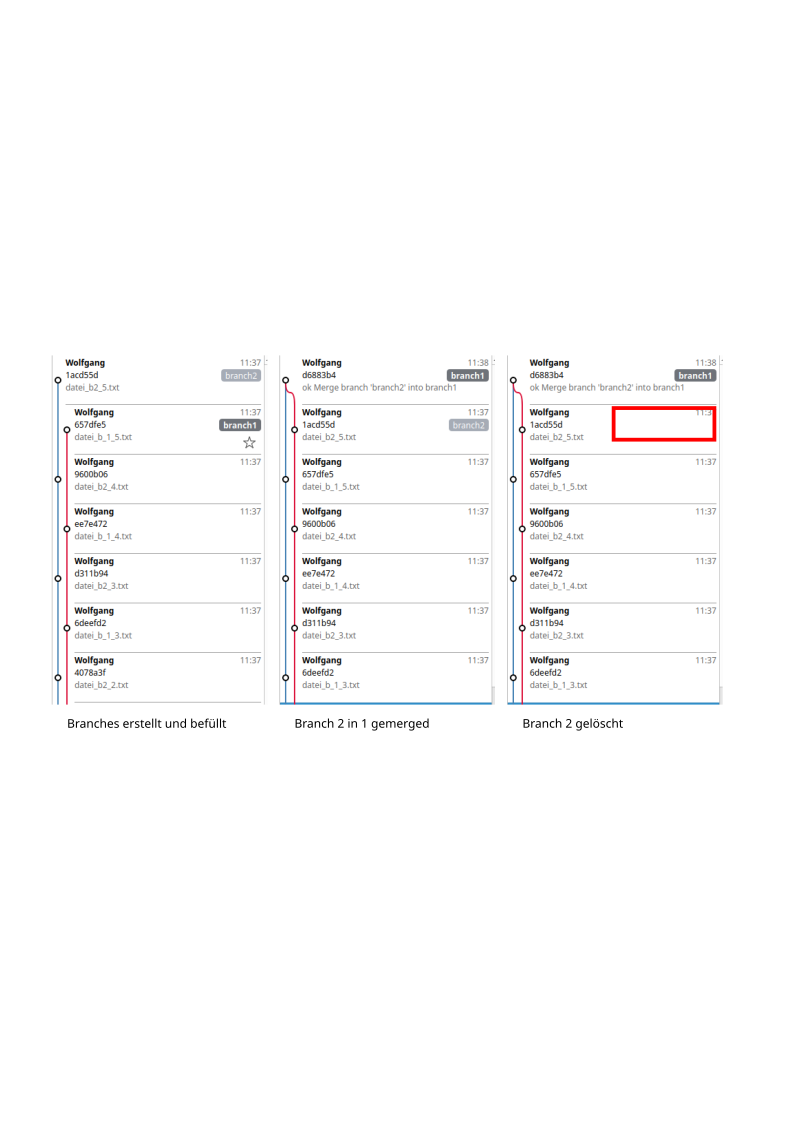 Wolfgang 11:37
1acd55d branch2
datei_b2_5.txt
Wolfgang 11:37
657dfe5 branch1
datei_b_1_5.txt
Wolfgang 11:37
9600b06
datei_b2_4.txt
Wolfgang 11:37
ee7e472
datei_b_1_4.txt
Wolfgang 11:37
d311b94
datei_b2_3.txt
Wolfgang 11:37
6deefd2
datei_b_1_3.txt
Wolfgang 11:37
4078a3f
datei_b2_2.txt
Branches erstellt und befüllt
Wolfgang 11:38
d6883b4 branch1
ok Merge branch 'branch2' into branch1
Wolfgang 11:37
1acd55d branch2
datei_b2_5.txt
Wolfgang 11:37
657dfe5
datei_b_1_5.txt
Wolfgang 11:37
9600b06
datei_b2_4.txt
Wolfgang 11:37
ee7e472
datei_b_1_4.txt
Wolfgang 11:37
d311b94
datei_b2_3.txt
Wolfgang 11:37
6deefd2
datei_b_1_3.txt
Branch 2 in 1 gemerged
Wolfgang 11:38
d6883b4 branch1
ok Merge branch 'branch2' into branch1
Wolfgang 11:37
1acd55d
datei_b2_5.txt
Wolfgang 11:37
657dfe5
datei_b_1_5.txt
Wolfgang 11:37
9600b06
datei_b2_4.txt
Wolfgang 11:37
ee7e472
datei_b_1_4.txt
Wolfgang 11:37
d311b94
datei_b2_3.txt
Wolfgang 11:37
6deefd2
datei_b_1_3.txt
Branch 2 gelöscht